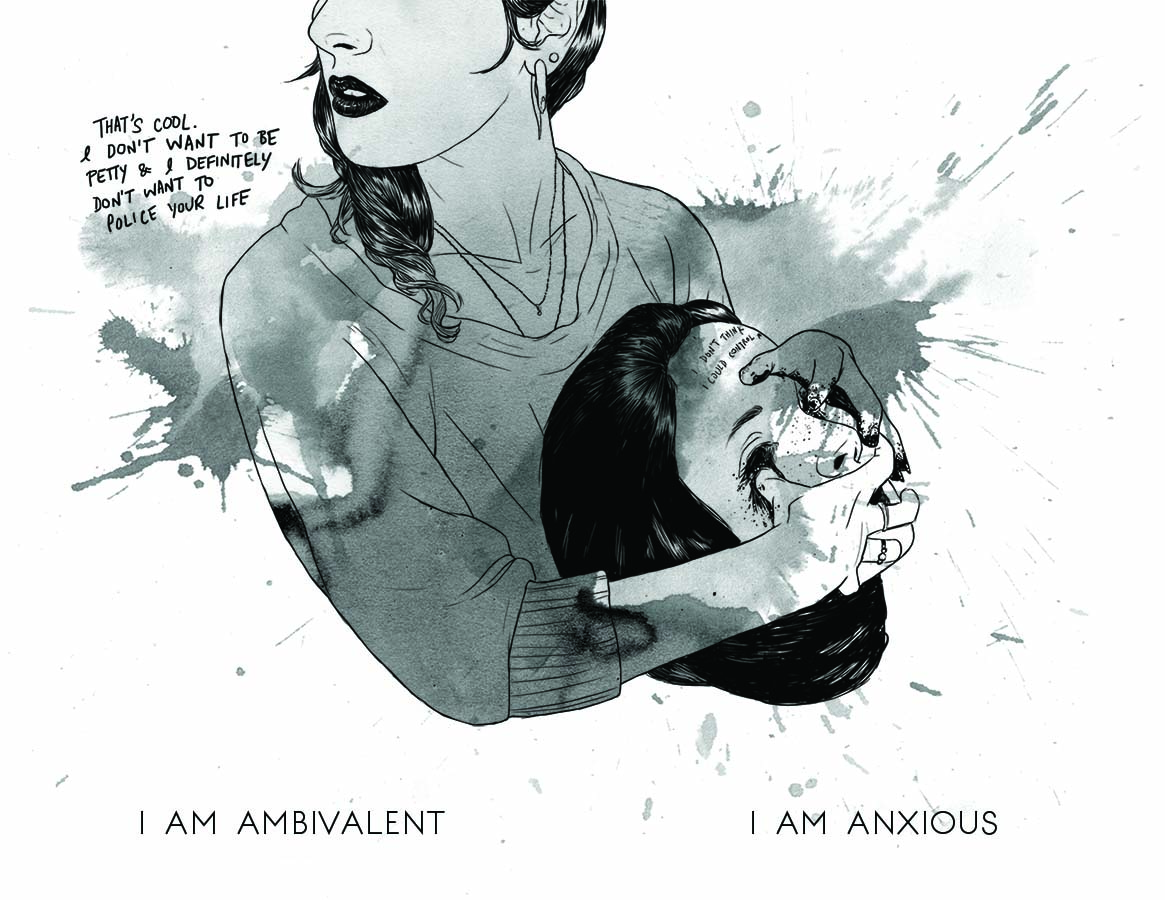 THAT'S COOL.
I DON'T WANT TO BE
PETTY & I DEFINITELY
DON'T WANT TO
POLICE YOUR LIFE
I DON'T THINK
I COULD CONTROL
I AM AMBIVALENT
I AM ANXIOUS